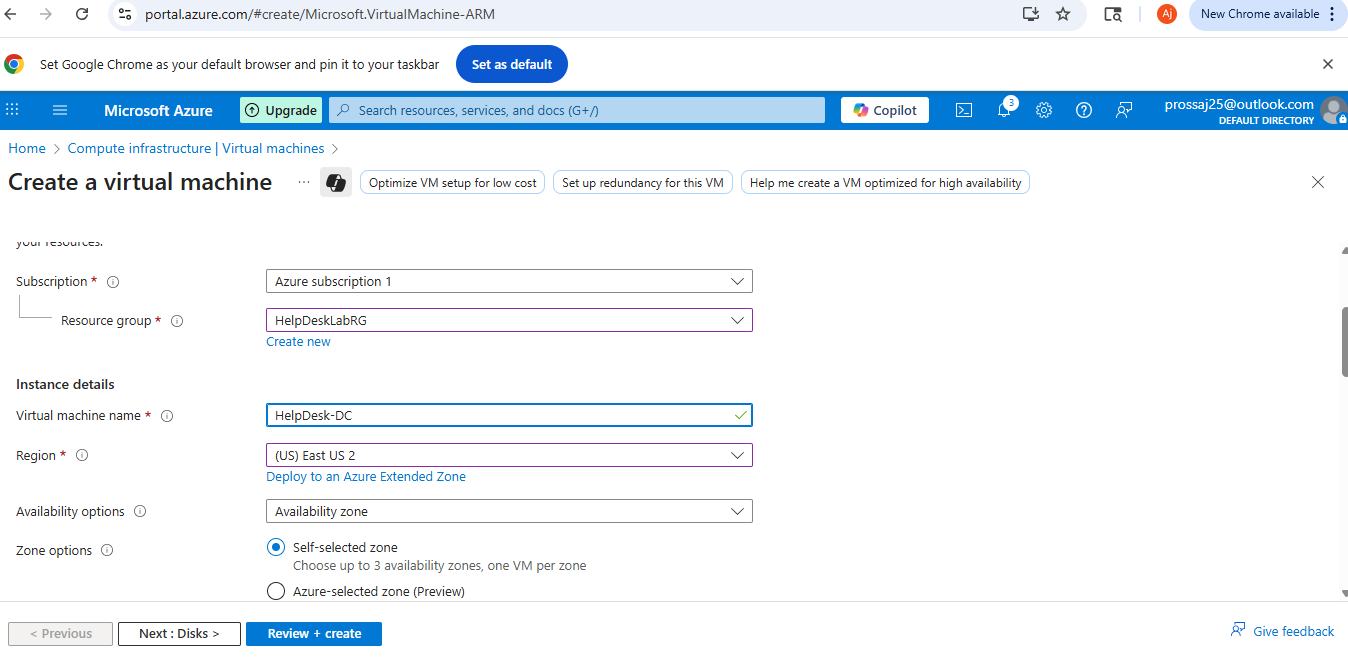 portal.azure.com/#create/Microsoft.VirtualMachine-ARM
Aj
New Chrome available
Set Google Chrome as your default browser and pin it to your taskbar
Set as default
Microsoft Azure
Upgrade
Search resources, services, and docs (G+/)
Copilot
3
prossaj25@outlook.com
DEFAULT DIRECTORY
Home > Compute infrastructure | Virtual machines >
Create a virtual machine
...
Optimize VM setup for low cost
Set up redundancy for this VM
Help me create a VM optimized for high availability
your resources.
Subscription *
Azure subscription 1
Resource group *
HelpDeskLabRG
Create new
Instance details
Virtual machine name *
HelpDesk-DC
Region *
(US) East US 2
Deploy to an Azure Extended Zone
Availability options
Availability zone
Zone options
Self-selected zone
Choose up to 3 availability zones, one VM per zone
Azure-selected zone (Preview)
< Previous
Next : Disks >
Review + create
Give feedback